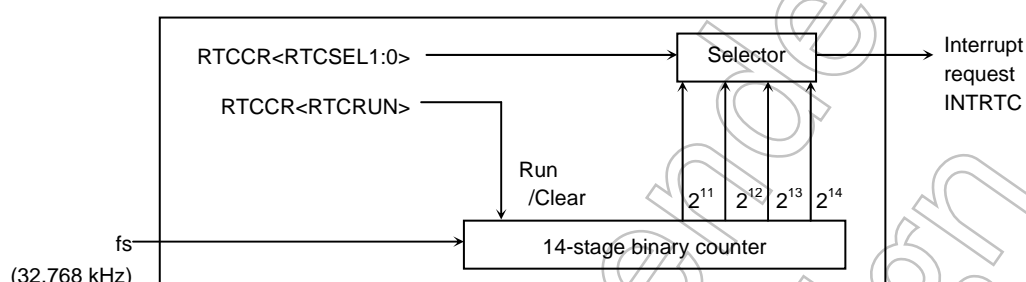 RTCCR<RTCSEL1:0>
Selector
Interrupt
request
INTRTC
RTCCR<RTCRUN>
Run
/Clear
2¹¹ 2¹² 2¹³ 2¹⁴
fs
14-stage binary counter
(32.768 kHz)